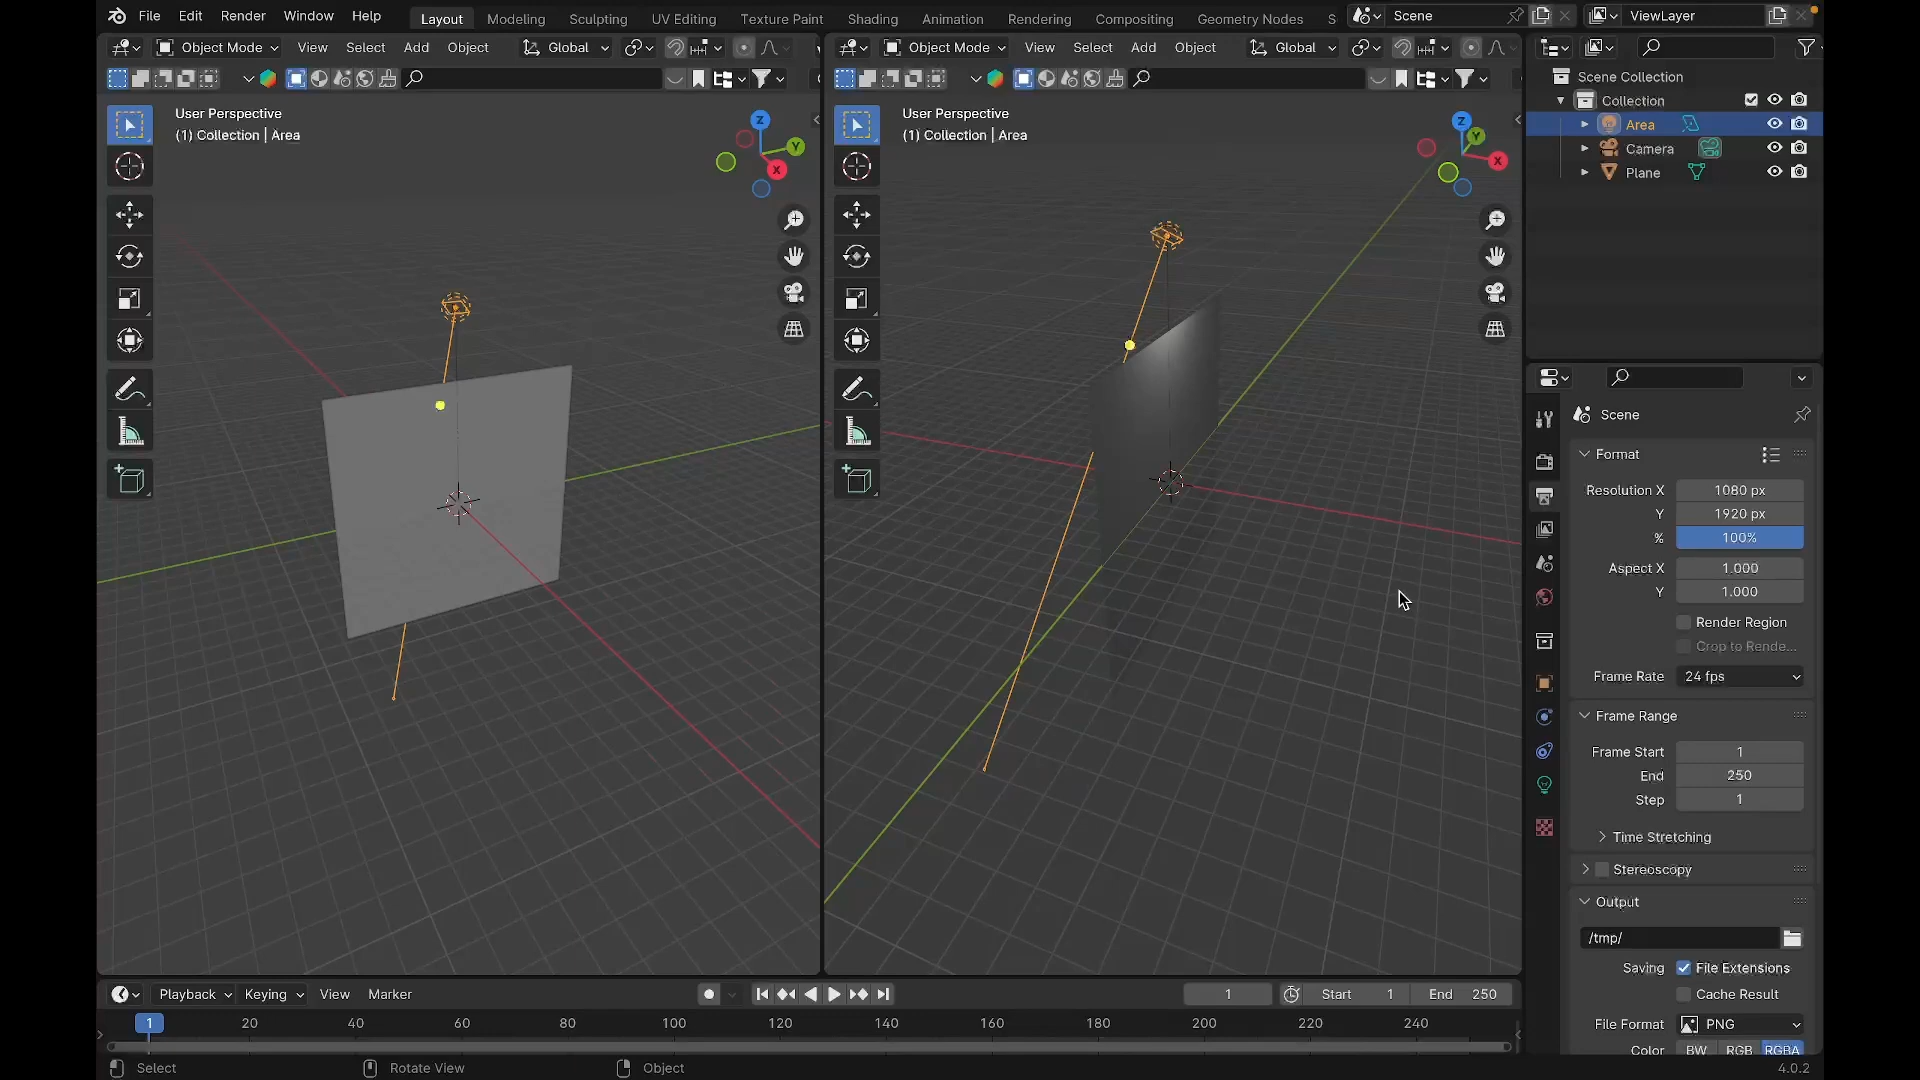 File Edit Render Window Help Layout Modeling Sculpting UV Editing Texture Paint Shading Animation Rendering Compositing Geometry Nodes S Scene ViewLayer
Object Mode View Select Add Object Global Object Mode View Select Add Object Global
Scene Collection
Collection
Area
Camera
Plane
User Perspective
(1) Collection | Area
Z
Y
X
User Perspective
(1) Collection | Area
Z
Y
X
Scene
Format
Resolution X 1080 px
Y 1920 px
% 100%
Aspect X 1.000
Y 1.000
Render Region
Crop to Rende...
Frame Rate 24 fps
Frame Range
Frame Start 1
End 250
Step 1
Time Stretching
Stereoscopy
Output
/tmp/
Saving File Extensions
Cache Result
File Format PNG
Color BW RGB RGBA
Playback Keying View Marker 1 Start 1 End 250
1 20 40 60 80 100 120 140 160 180 200 220 240
Select Rotate View Object 4.0.2